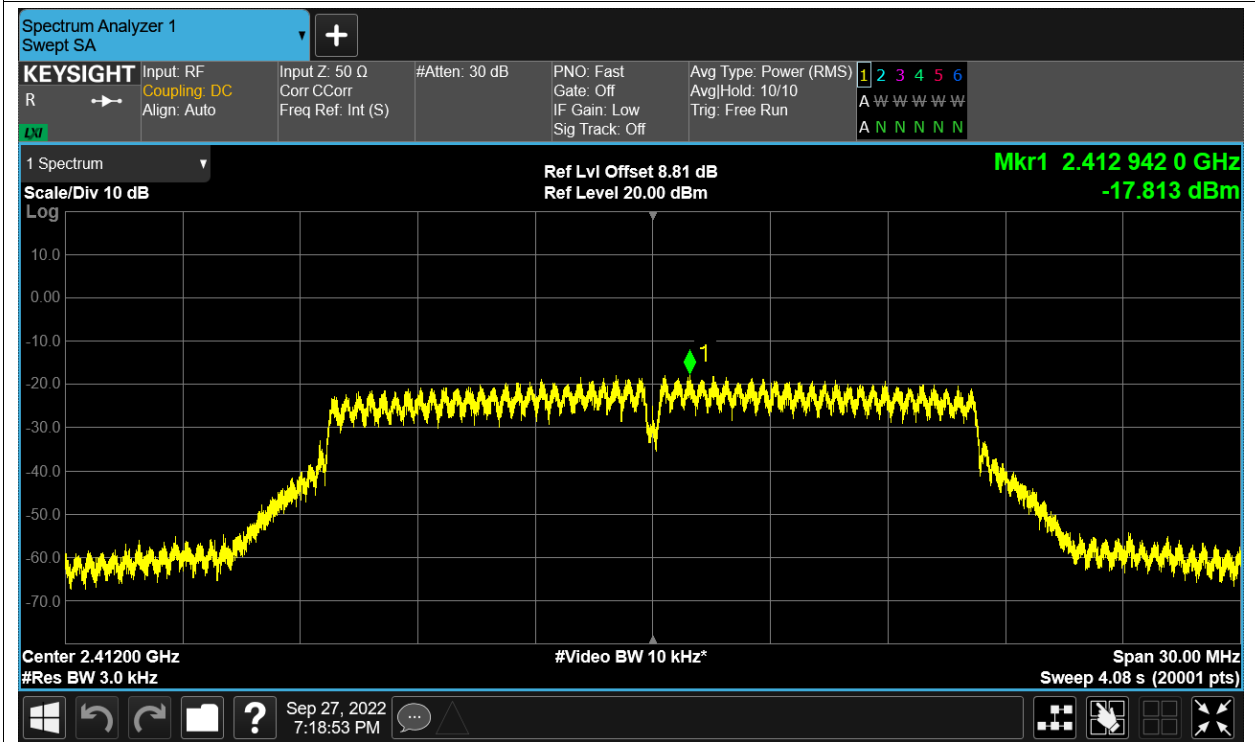 Spectrum Analyzer 1
Swept SA
+
KEYSIGHT
R
LXI
Input: RF
Coupling: DC
Align: Auto
Input Z: 50 Ω
Corr CCorr
Freq Ref: Int (S)
#Atten: 30 dB
PNO: Fast
Gate: Off
IF Gain: Low
Sig Track: Off
Avg Type: Power (RMS)
Avg|Hold: 10/10
Trig: Free Run
1 2 3 4 5 6
A W W W W W
A N N N N N
1 Spectrum
Scale/Div 10 dB
Log
Ref Lvl Offset 8.81 dB
Ref Level 20.00 dBm
Mkr1 2.412 942 0 GHz
-17.813 dBm
10.0
0.00
-10.0
-20.0
-30.0
-40.0
-50.0
-60.0
-70.0
1
Center 2.41200 GHz
#Res BW 3.0 kHz
#Video BW 10 kHz*
Span 30.00 MHz
Sweep 4.08 s (20001 pts)
?
Sep 27, 2022
7:18:53 PM